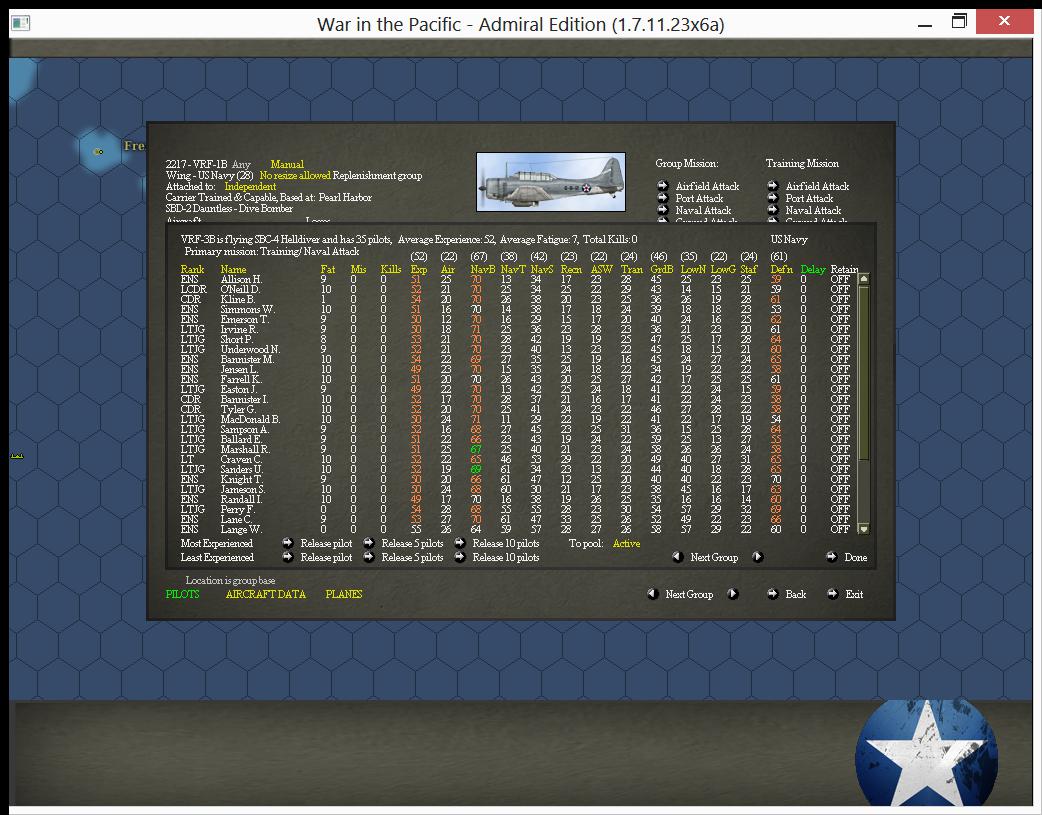 War in the Pacific - Admiral Edition (1.7.11.23x6a)
Fre
2217 - VRF-1B Any Manual
Wing - US Navy (28) No resize allowed Replenishment group
Attached to: Independent
Carrier Trained & Capable, Based at: Pearl Harbor
SBD-2 Dauntless - Dive Bomber
Group Mission: Training Mission
Airfield Attack Airfield Attack
Port Attack Port Attack
Naval Attack Naval Attack
Ground Attack Ground Attack
VRF-3B is flying SBC-4 Helldiver and has 35 pilots, Average Experience: 52, Average Fatigue: 7, Total Kills: 0 US Navy
Primary mission: Training/ Naval Attack
(52) (22) (67) (38) (42) (23) (22) (24) (46) (35) (22) (24) (61)
Rank Name Fat Mis Kills Exp Air NavB NavT NavS Recn ASW Tran GrdB LowN LowG Staf Defn Delay Retain
ENS Allison H. 9 0 0 51 25 70 15 34 17 23 28 45 25 23 25 59 0 OFF
LCDR ONeill D. 10 0 0 52 21 70 25 34 25 22 29 43 14 15 21 59 0 OFF
CDR Kline B. 1 0 0 54 20 70 26 38 20 23 25 36 26 19 28 61 0 OFF
ENS Simmons W. 10 0 0 51 16 70 14 38 17 18 24 39 18 18 23 53 0 OFF
ENS Emerson T. 9 0 0 50 12 70 16 29 15 17 20 40 24 16 25 62 0 OFF
LTJG Irvine R. 9 0 0 50 18 71 25 36 23 28 23 36 21 23 20 61 0 OFF
LTJG Short P. 8 0 0 53 21 70 28 42 19 19 25 47 25 17 28 64 0 OFF
LTJG Underwood N. 9 0 0 52 21 70 23 40 13 23 22 45 18 15 21 60 0 OFF
ENS Bannister M. 10 0 0 54 22 69 27 35 25 19 16 45 24 27 24 65 0 OFF
ENS Jensen L. 10 0 0 49 23 70 15 35 24 18 22 34 19 22 22 58 0 OFF
ENS Farrell K. 10 0 0 51 20 70 26 43 20 25 27 42 17 25 25 61 0 OFF
LTJG Easton J. 9 0 0 49 22 70 13 42 25 24 18 41 22 24 15 59 0 OFF
CDR Bannister I. 10 0 0 52 17 70 28 37 21 16 17 41 22 24 23 58 0 OFF
CDR Tyler G. 10 0 0 52 20 70 25 41 24 23 22 46 27 28 22 58 0 OFF
LTJG MacDonald B. 10 0 0 50 24 71 11 29 22 19 22 41 22 17 19 54 0 OFF
LTJG Sampson A. 9 0 0 52 16 68 27 45 23 25 31 36 15 25 28 64 0 OFF
LTJG Ballard E. 9 0 0 51 22 66 23 43 19 24 22 59 25 13 27 55 0 OFF
LTJG Marshall R. 9 0 0 51 25 67 25 40 21 23 24 58 26 26 24 58 0 OFF
LT Craven C. 10 0 0 52 23 65 46 53 29 22 20 49 40 27 31 65 0 OFF
LTJG Sanders U. 10 0 0 52 19 69 61 34 23 13 22 44 40 18 28 65 0 OFF
ENS Knight T. 9 0 0 50 20 66 61 47 12 25 20 40 23 22 23 70 0 OFF
LTJG Jameson S. 10 0 0 50 24 68 60 30 21 17 23 38 45 16 17 63 0 OFF
ENS Randall I. 10 0 0 49 17 70 16 38 19 26 25 35 16 16 14 60 0 OFF
LTJG Perry F. 0 0 0 54 28 68 55 55 28 23 30 54 57 29 32 69 0 OFF
ENS Lane C. 9 0 0 53 27 70 61 47 33 25 26 52 49 22 23 66 0 OFF
ENS Lange W. 0 0 0 55 26 64 59 57 28 27 26 58 57 29 22 60 0 OFF
Most Experienced Release pilot Release 5 pilots Release 10 pilots To pool: Active
Least Experienced Release pilot Release 5 pilots Release 10 pilots Next Group Done
Location is group base
PILOTS AIRCRAFT DATA PLANES Next Group Back Exit